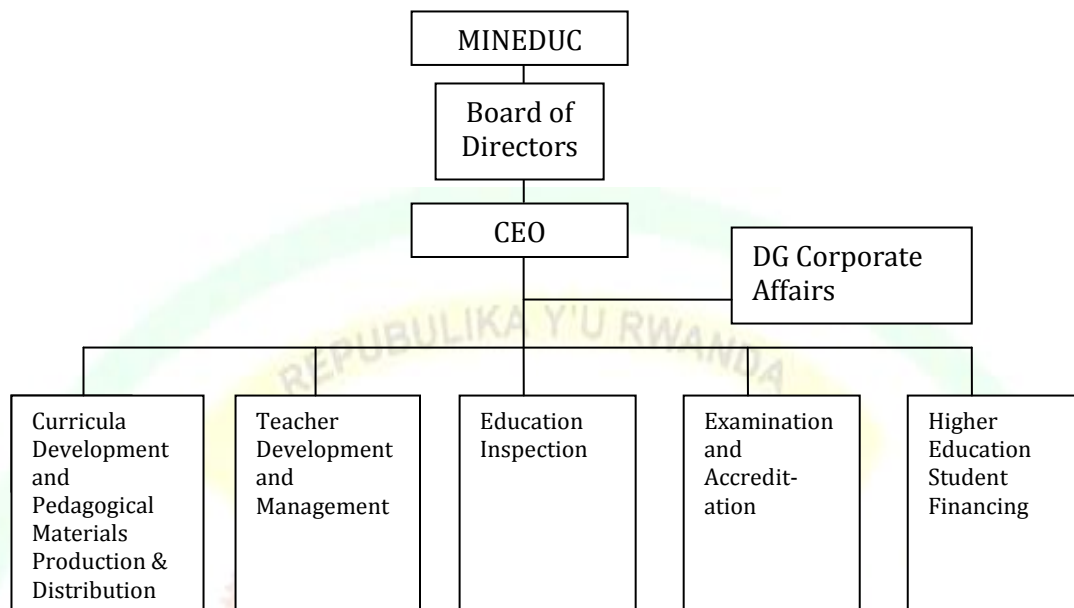 MINEDUC
Board of
Directors
CEO
DG Corporate
Affairs
REPUBULIKA Y'U RWANDA
Curricula
Development
and
Pedagogical
Materials
Production &
Distribution
Teacher
Development
and
Management
Education
Inspection
Examination
and
Accredit-
ation
Higher
Education
Student
Financing